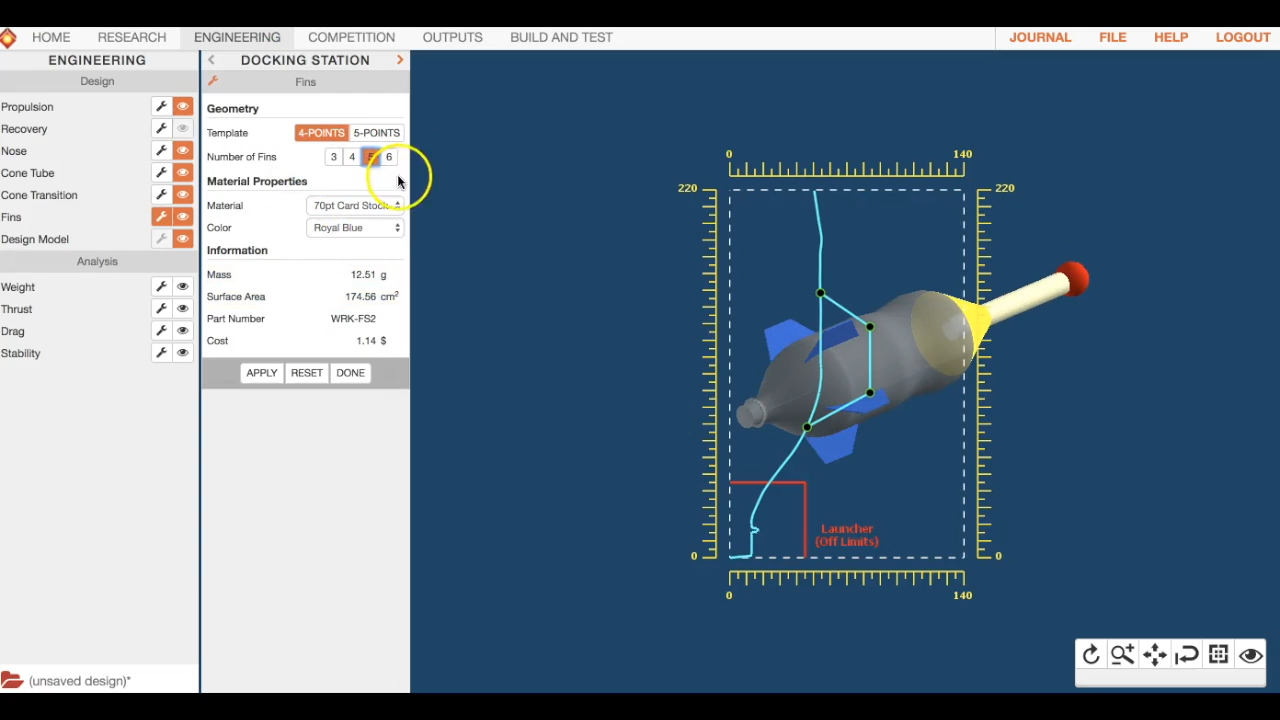 HOME RESEARCH ENGINEERING COMPETITION OUTPUTS BUILD AND TEST JOURNAL FILE HELP LOGOUT
ENGINEERING
Design
Propulsion
Recovery
Nose
Cone Tube
Cone Transition
Fins
Design Model
Analysis
Weight
Thrust
Drag
Stability
(unsaved design)*
DOCKING STATION
Fins
Geometry
Template 4-POINTS 5-POINTS
Number of Fins 3 4 5 6
Material Properties
Material 70pt Card Stock
Color Royal Blue
Information
Mass 12.51 g
Surface Area 174.56 cm²
Part Number WRK-FS2
Cost 1.14 $
APPLY RESET DONE
0 140
220 220
Launcher
(Off Limits)
0 0
0 140